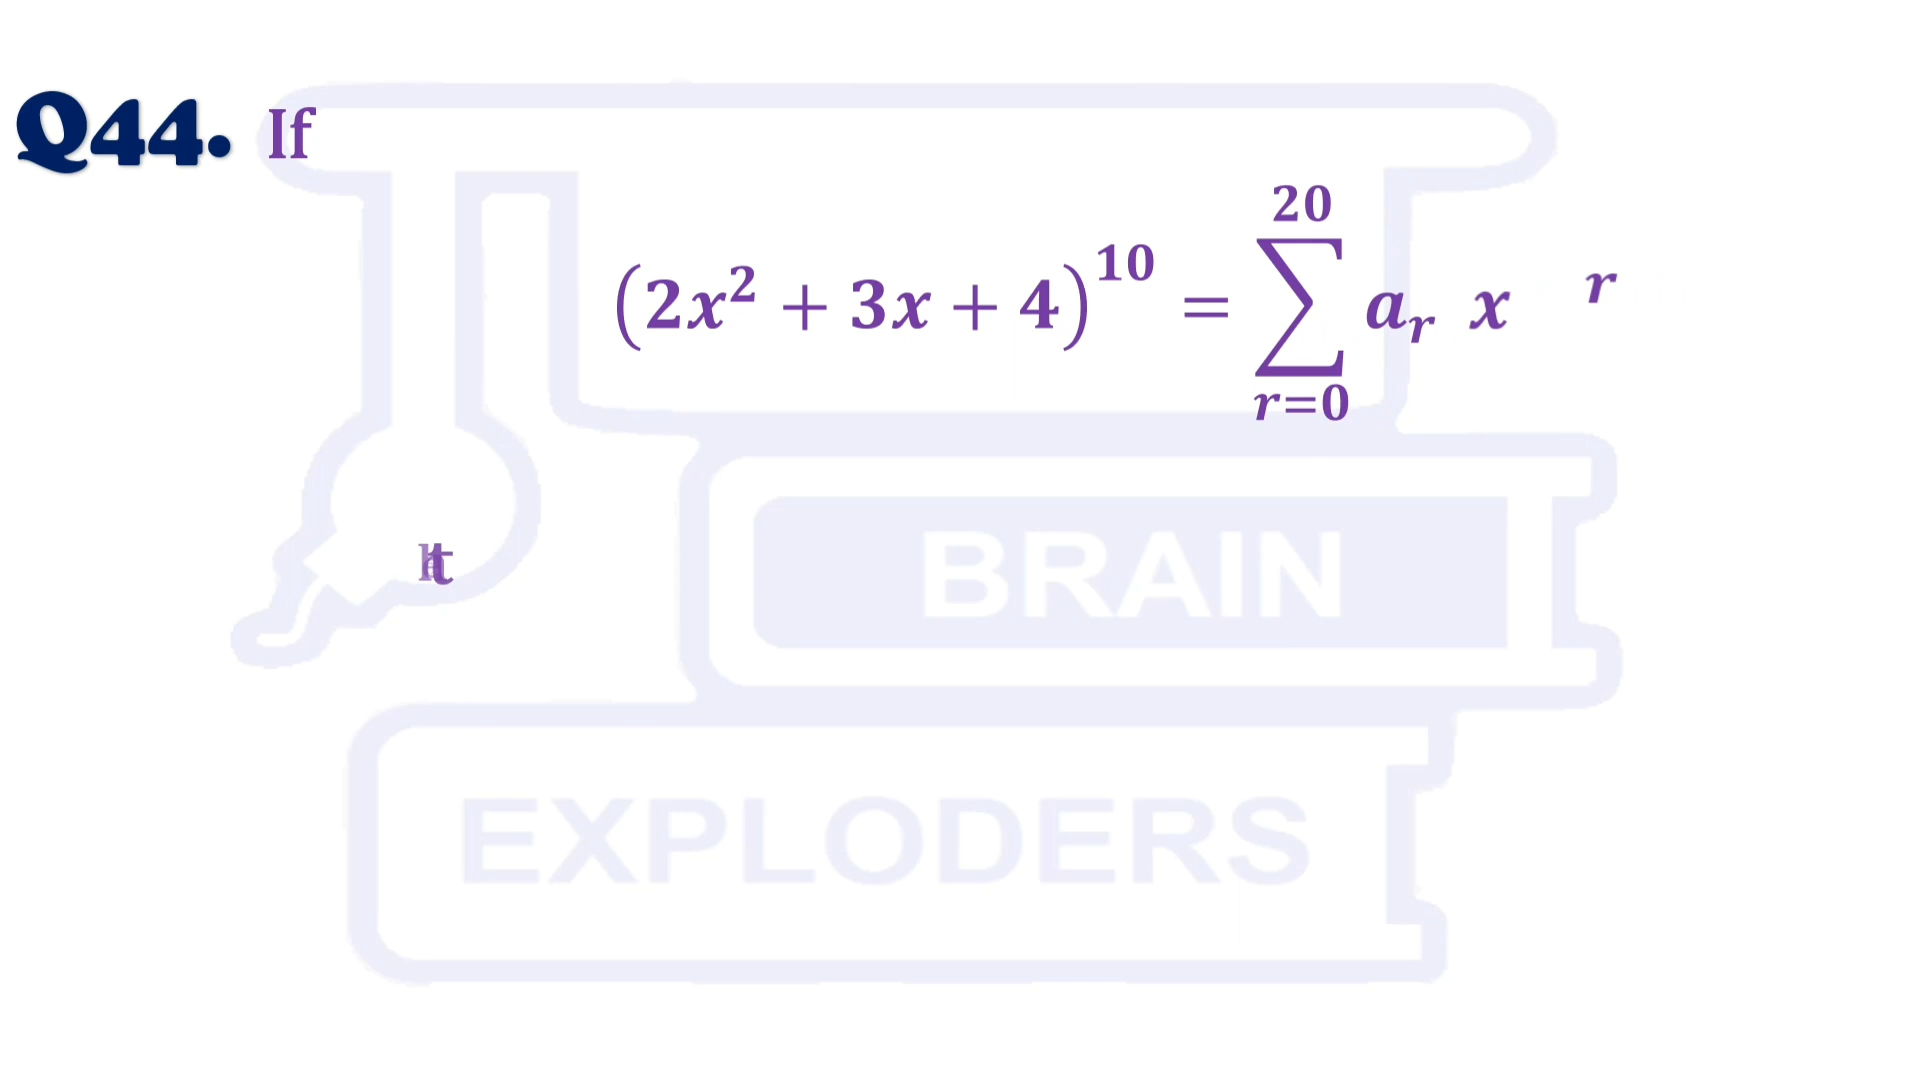 Q44. If
(2x² + 3x + 4)¹⁰ = ∑_{r=0}^{20} a_r x^r
BRAIN
EXPLODERS